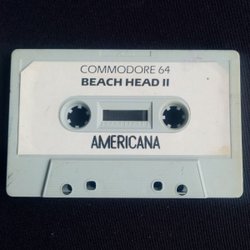 COMMODORE 64
BEACH HEAD II
AMERICANA